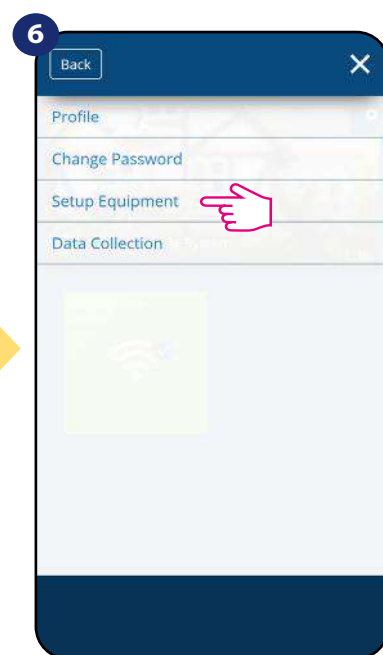 6
Back
Profile
Change Password
Setup Equipment
Data Collection